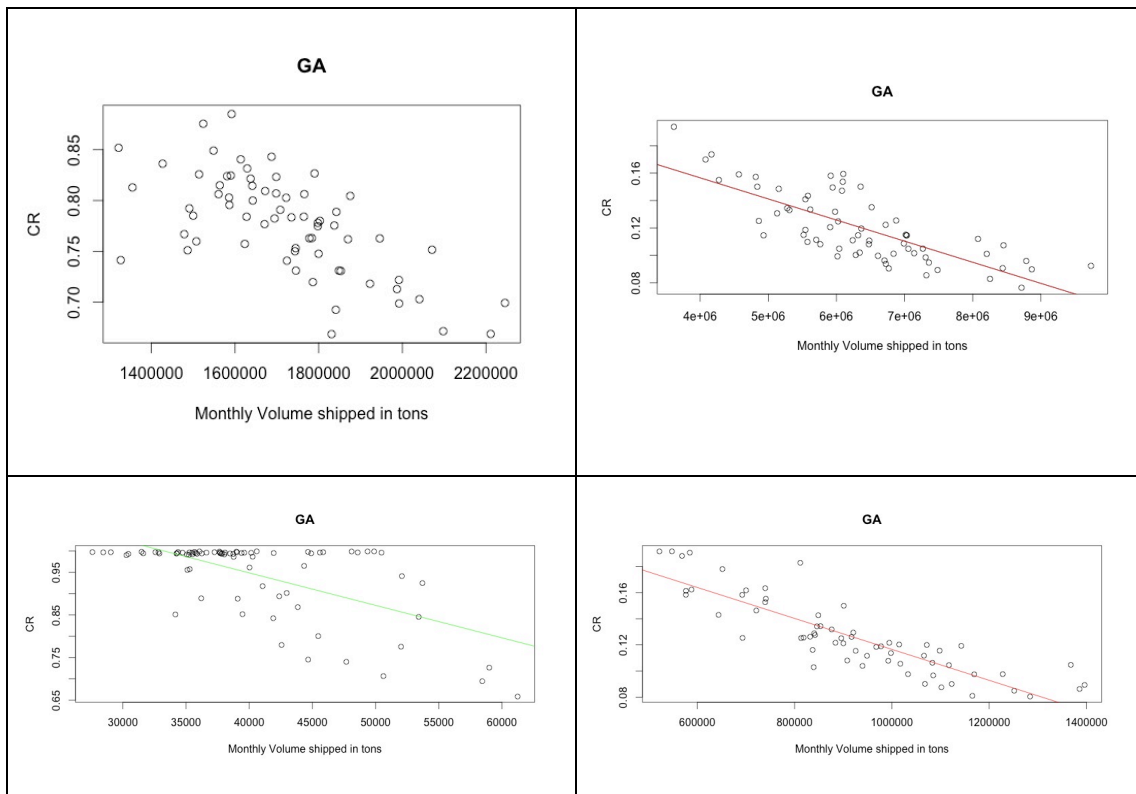 GA
CR
0.85
0.80
0.75
0.70
1400000 1600000 1800000 2000000 2200000
Monthly Volume shipped in tons
GA
CR
0.16
0.12
0.08
4e+06 5e+06 6e+06 7e+06 8e+06 9e+06
Monthly Volume shipped in tons
GA
CR
0.95
0.85
0.75
0.65
30000 35000 40000 45000 50000 55000 60000
Monthly Volume shipped in tons
GA
CR
0.16
0.12
0.08
600000 800000 1000000 1200000 1400000
Monthly Volume shipped in tons